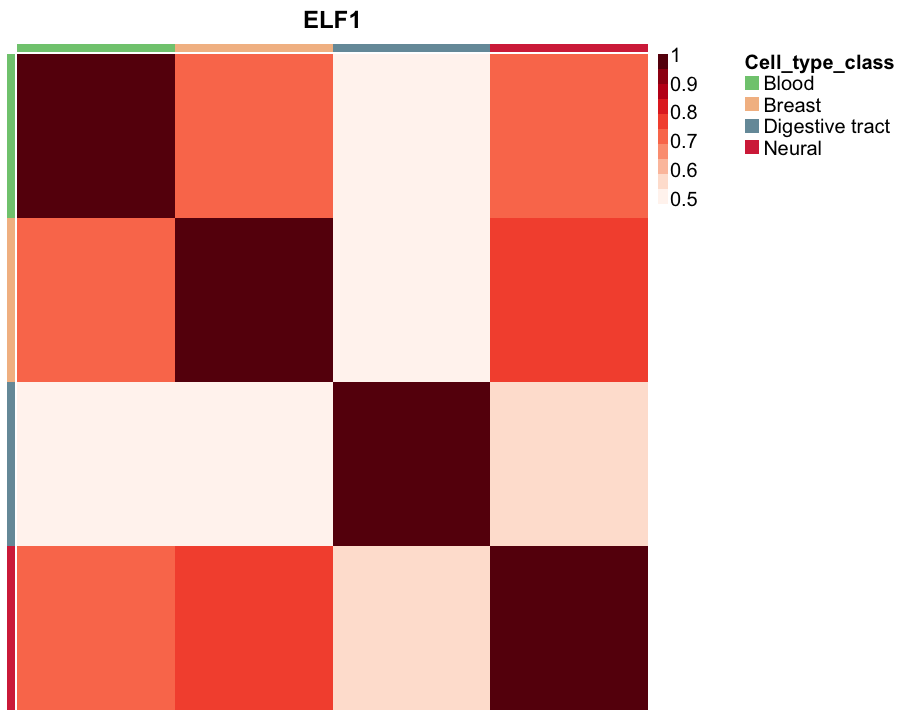 ELF1
1
0.9
0.8
0.7
0.6
0.5
Cell_type_class
Blood
Breast
Digestive tract
Neural